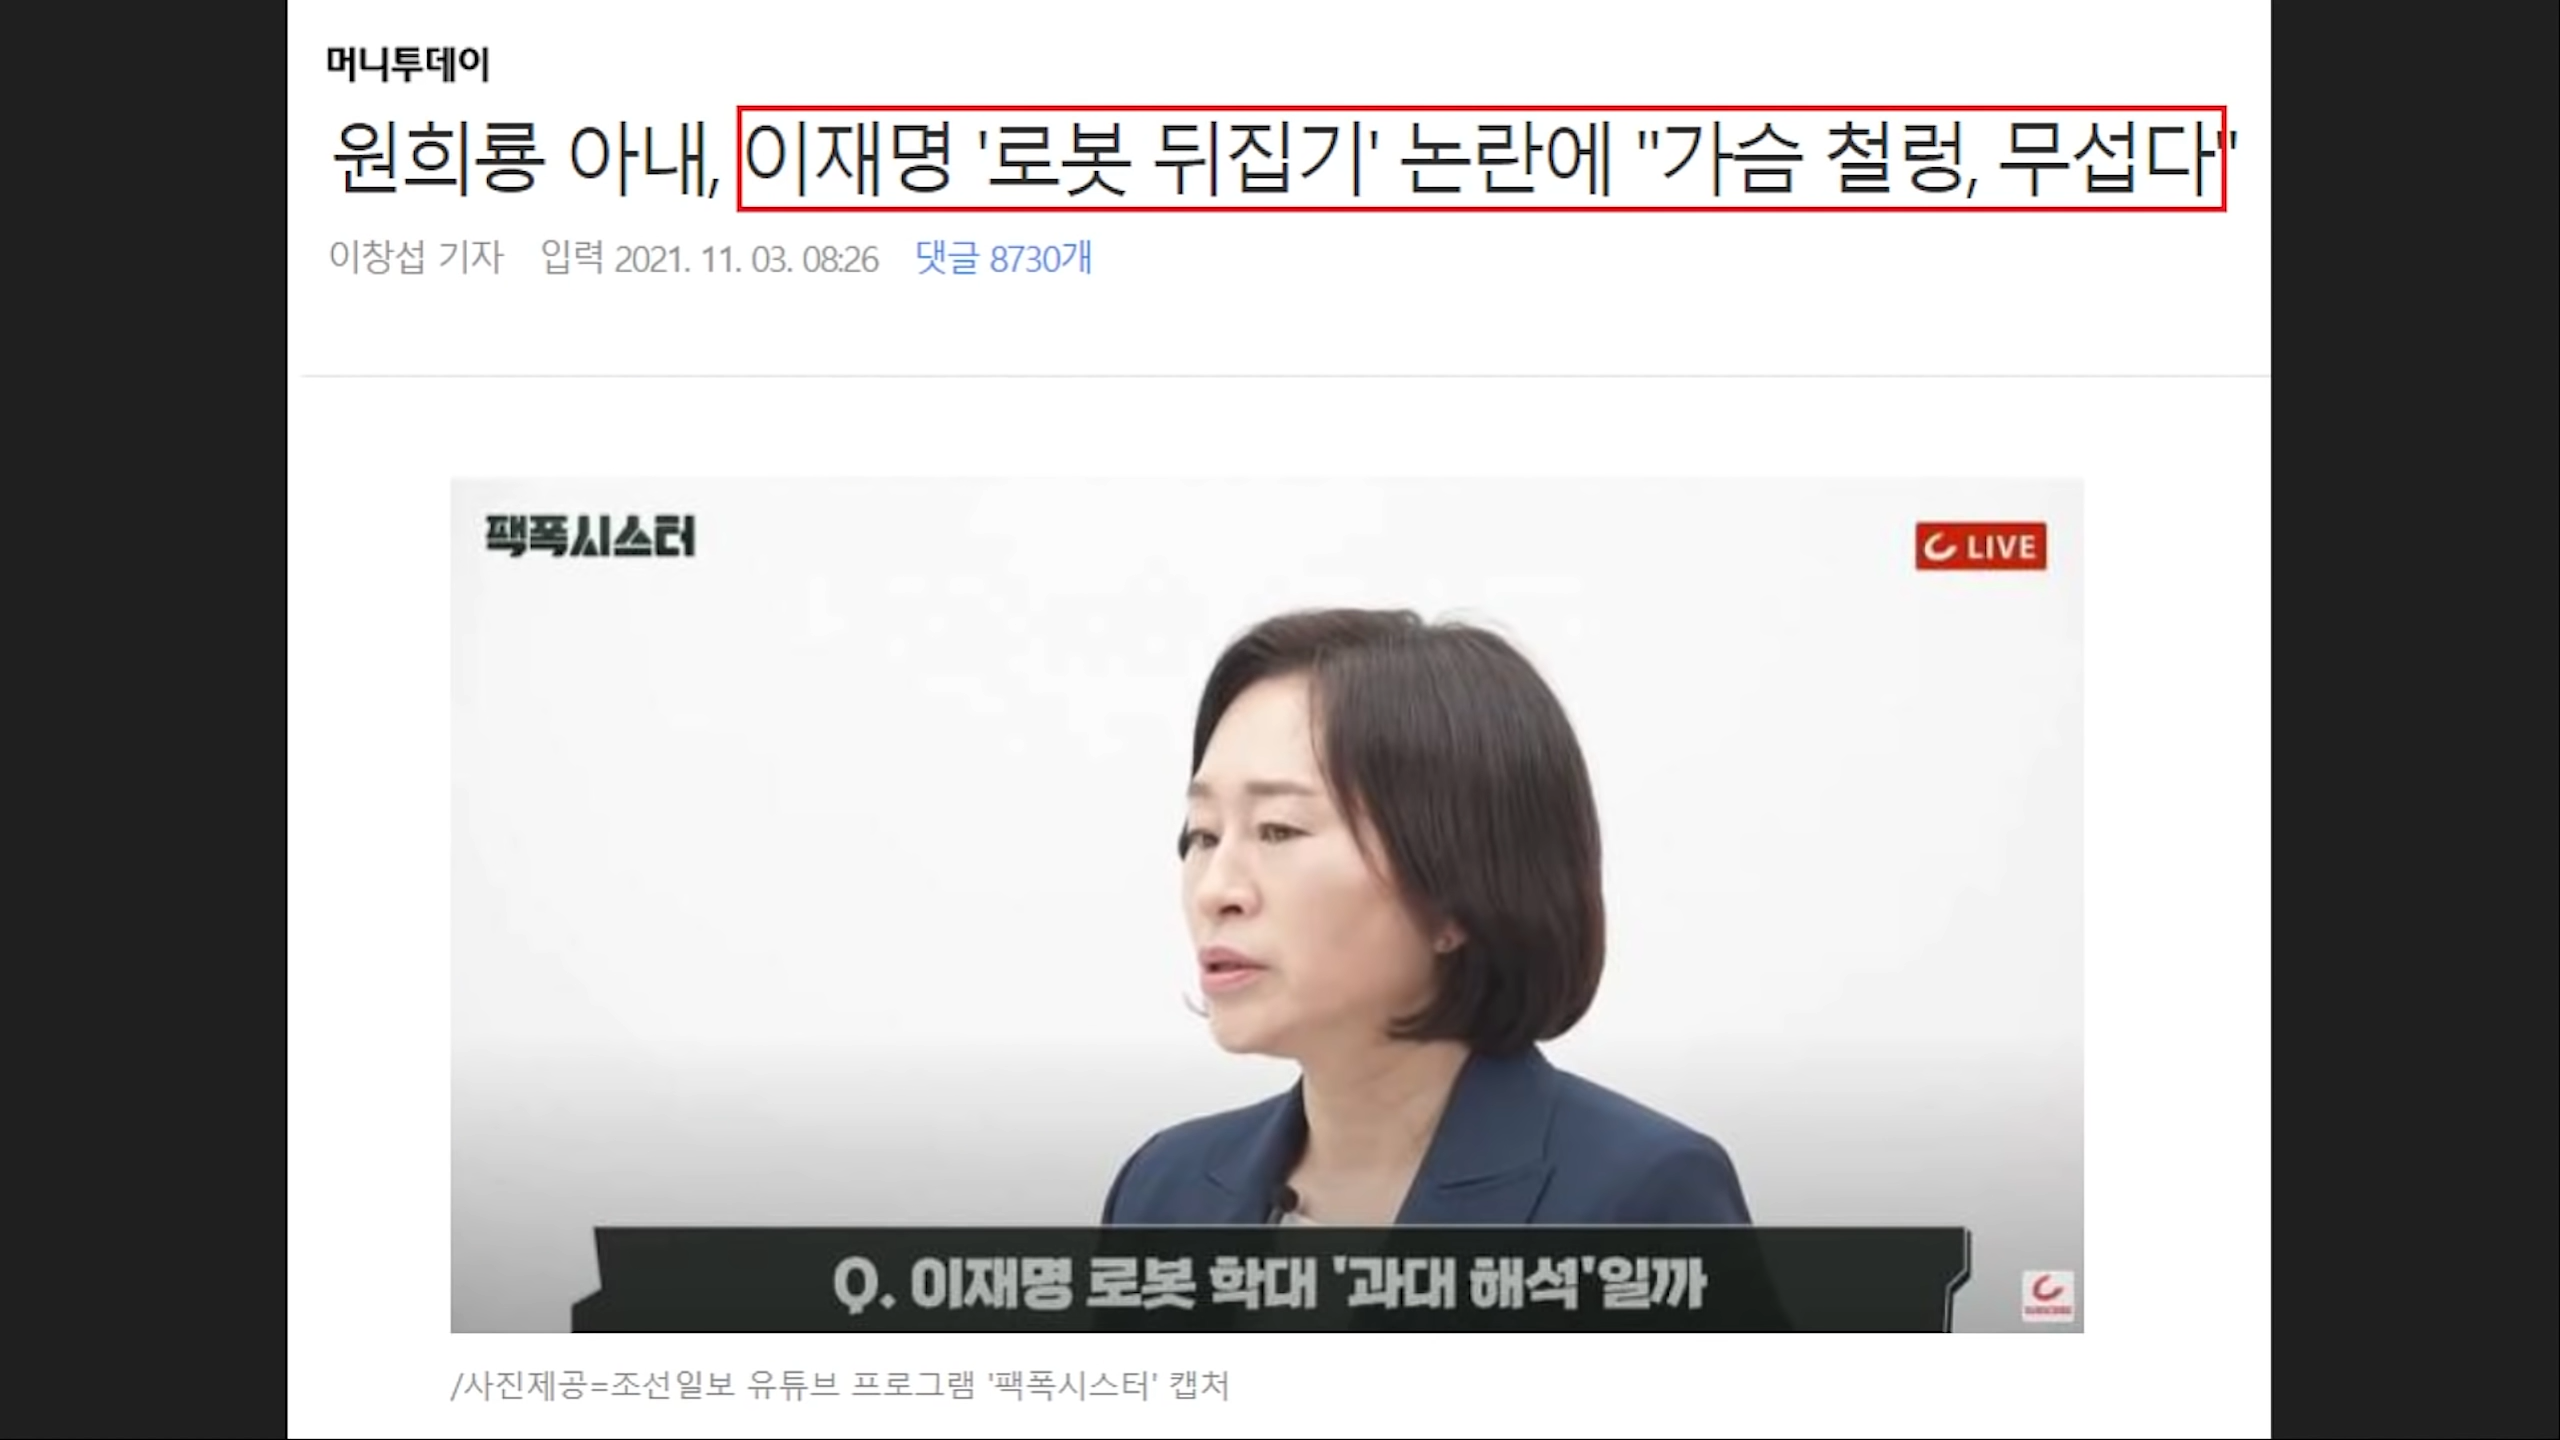 머니투데이
원희룡 아내, 이재명 '로봇 뒤집기' 논란에 "가슴 철렁, 무섭다"
이창섭 기자 입력 2021. 11. 03. 08:26 댓글 8730개
팩폭시스터
LIVE
Q. 이재명 로봇 학대 '과대 해석'일까
SUBSCRIBE
/사진제공=조선일보 유튜브 프로그램 '팩폭시스터' 캡처